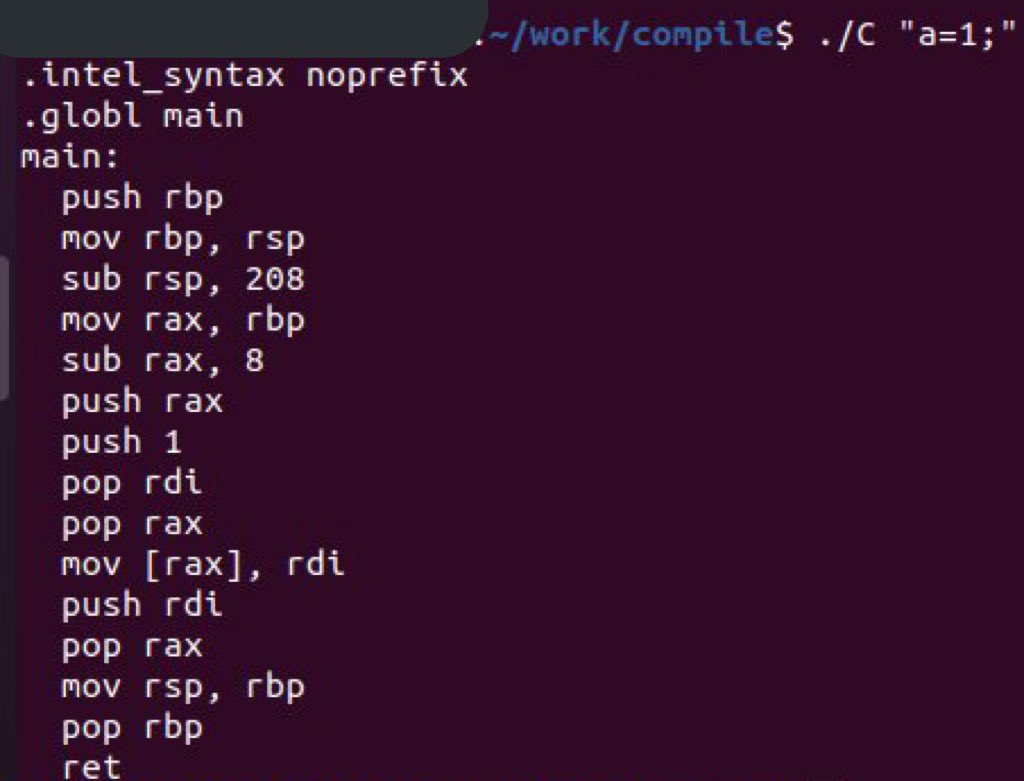 .~/work/compile$ ./C "a=1;"
.intel_syntax noprefix
.globl main
main:
  push rbp
  mov rbp, rsp
  sub rsp, 208
  mov rax, rbp
  sub rax, 8
  push rax
  push 1
  pop rdi
  pop rax
  mov [rax], rdi
  push rdi
  pop rax
  mov rsp, rbp
  pop rbp
  ret